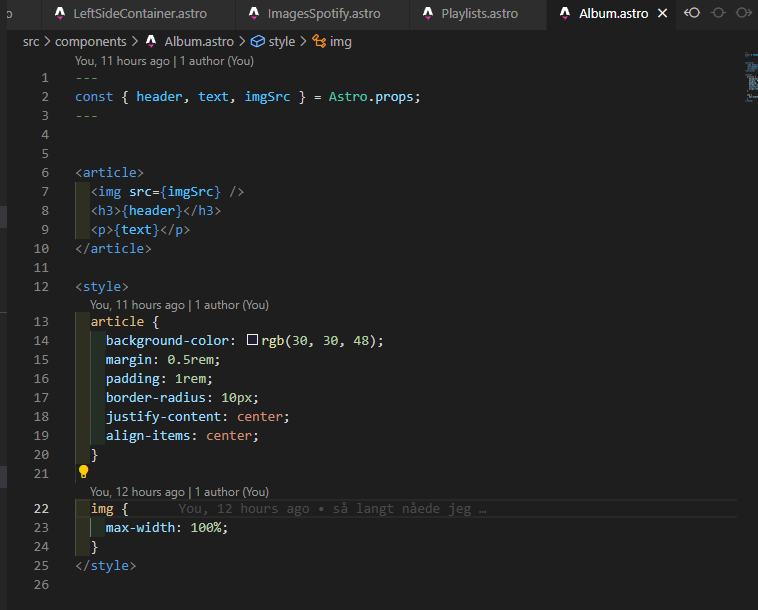 o LeftSideContainer.astro ImagesSpotify.astro Playlists.astro Album.astro
src > components > Album.astro > style > img
You, 11 hours ago | 1 author (You)
1 ---
2 const { header, text, imgSrc } = Astro.props;
3 ---
4
5
6 <article>
7 <img src={imgSrc} />
8 <h3>{header}</h3>
9 <p>{text}</p>
10 </article>
11
12 <style>
You, 11 hours ago | 1 author (You)
13 article {
14 background-color: rgb(30, 30, 48);
15 margin: 0.5rem;
16 padding: 1rem;
17 border-radius: 10px;
18 justify-content: center;
19 align-items: center;
20 }
21
You, 12 hours ago | 1 author (You)
22 img { You, 12 hours ago • så langt nåede jeg …
23 max-width: 100%;
24 }
25 </style>
26